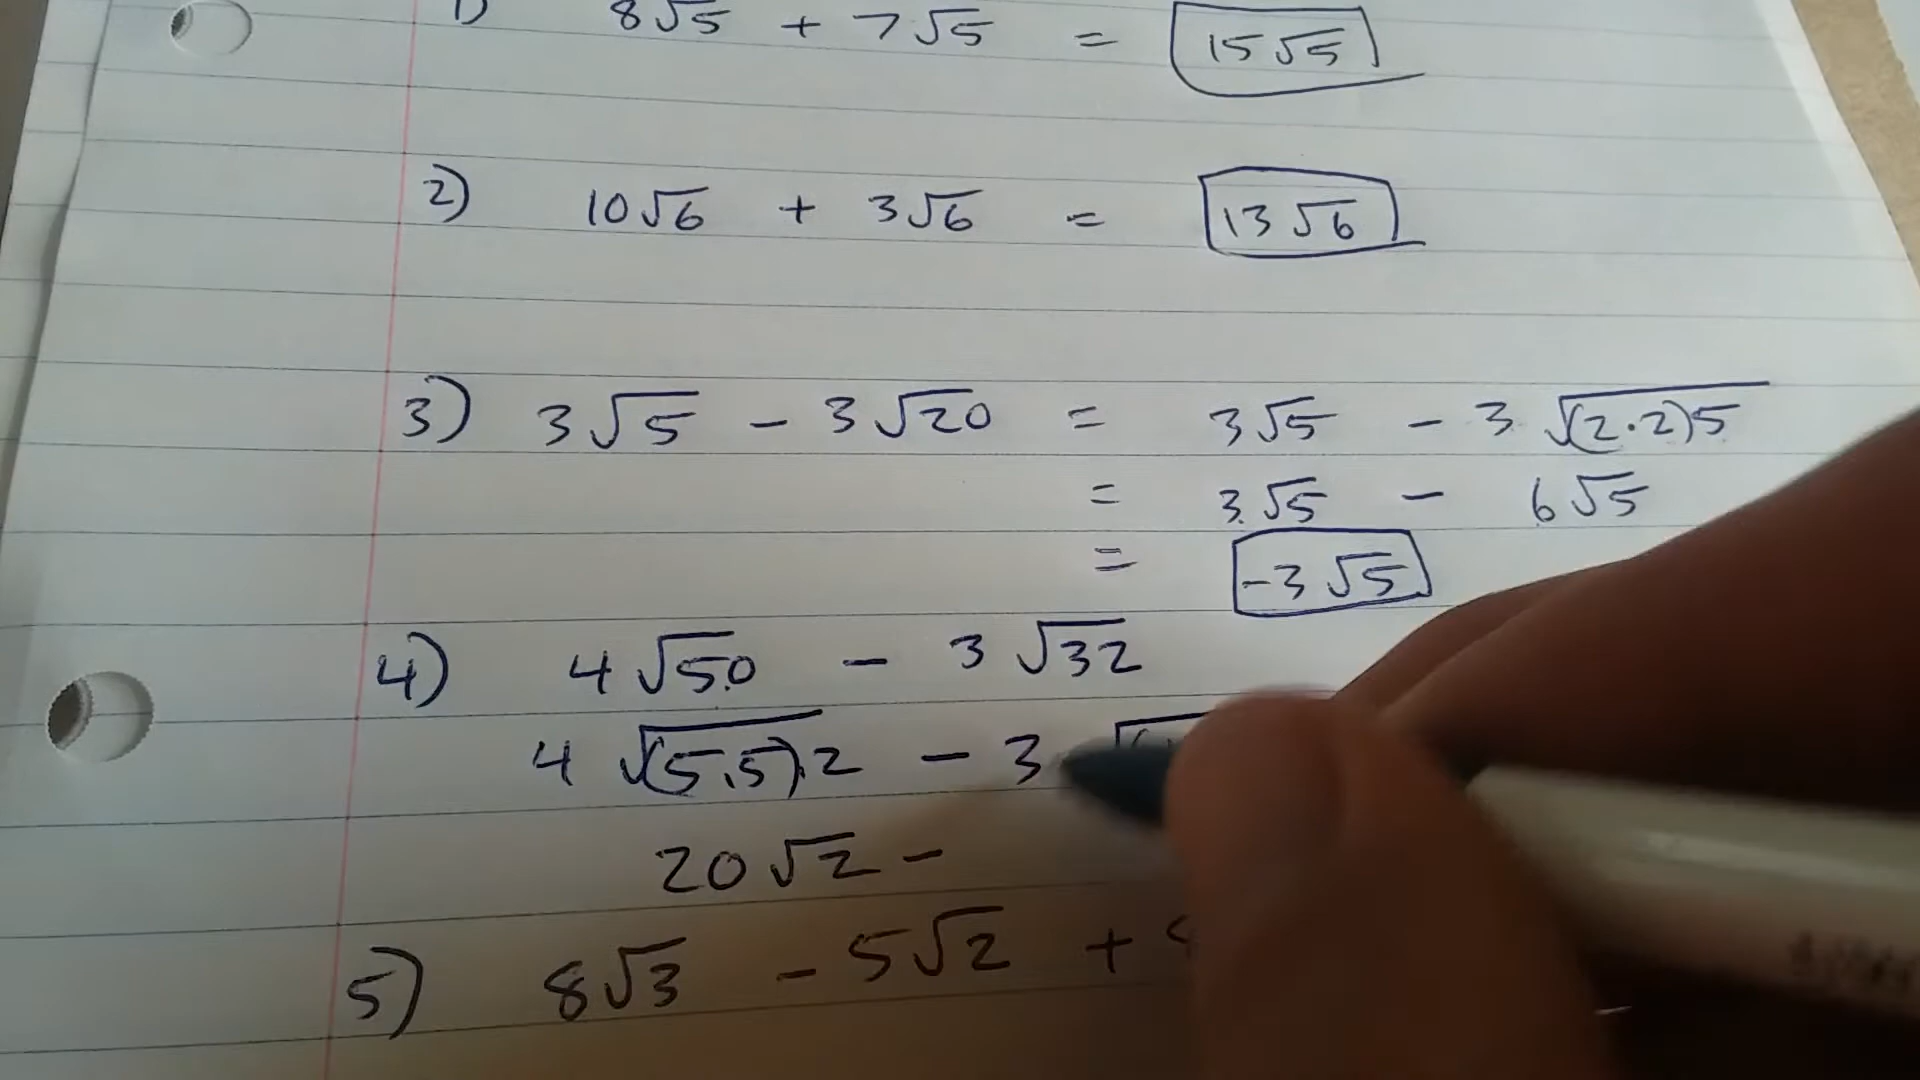 1) 8√5 + 7√5 = 15√5
2) 10√6 + 3√6 = 13√6
3) 3√5 - 3√20 = 3√5 - 3√(2·2)5
= 3√5 - 6√5
= -3√5
4) 4√50 - 3√32
4√(5·5)·2 - 3
20√2 -
5) 8√3 - 5√2 +